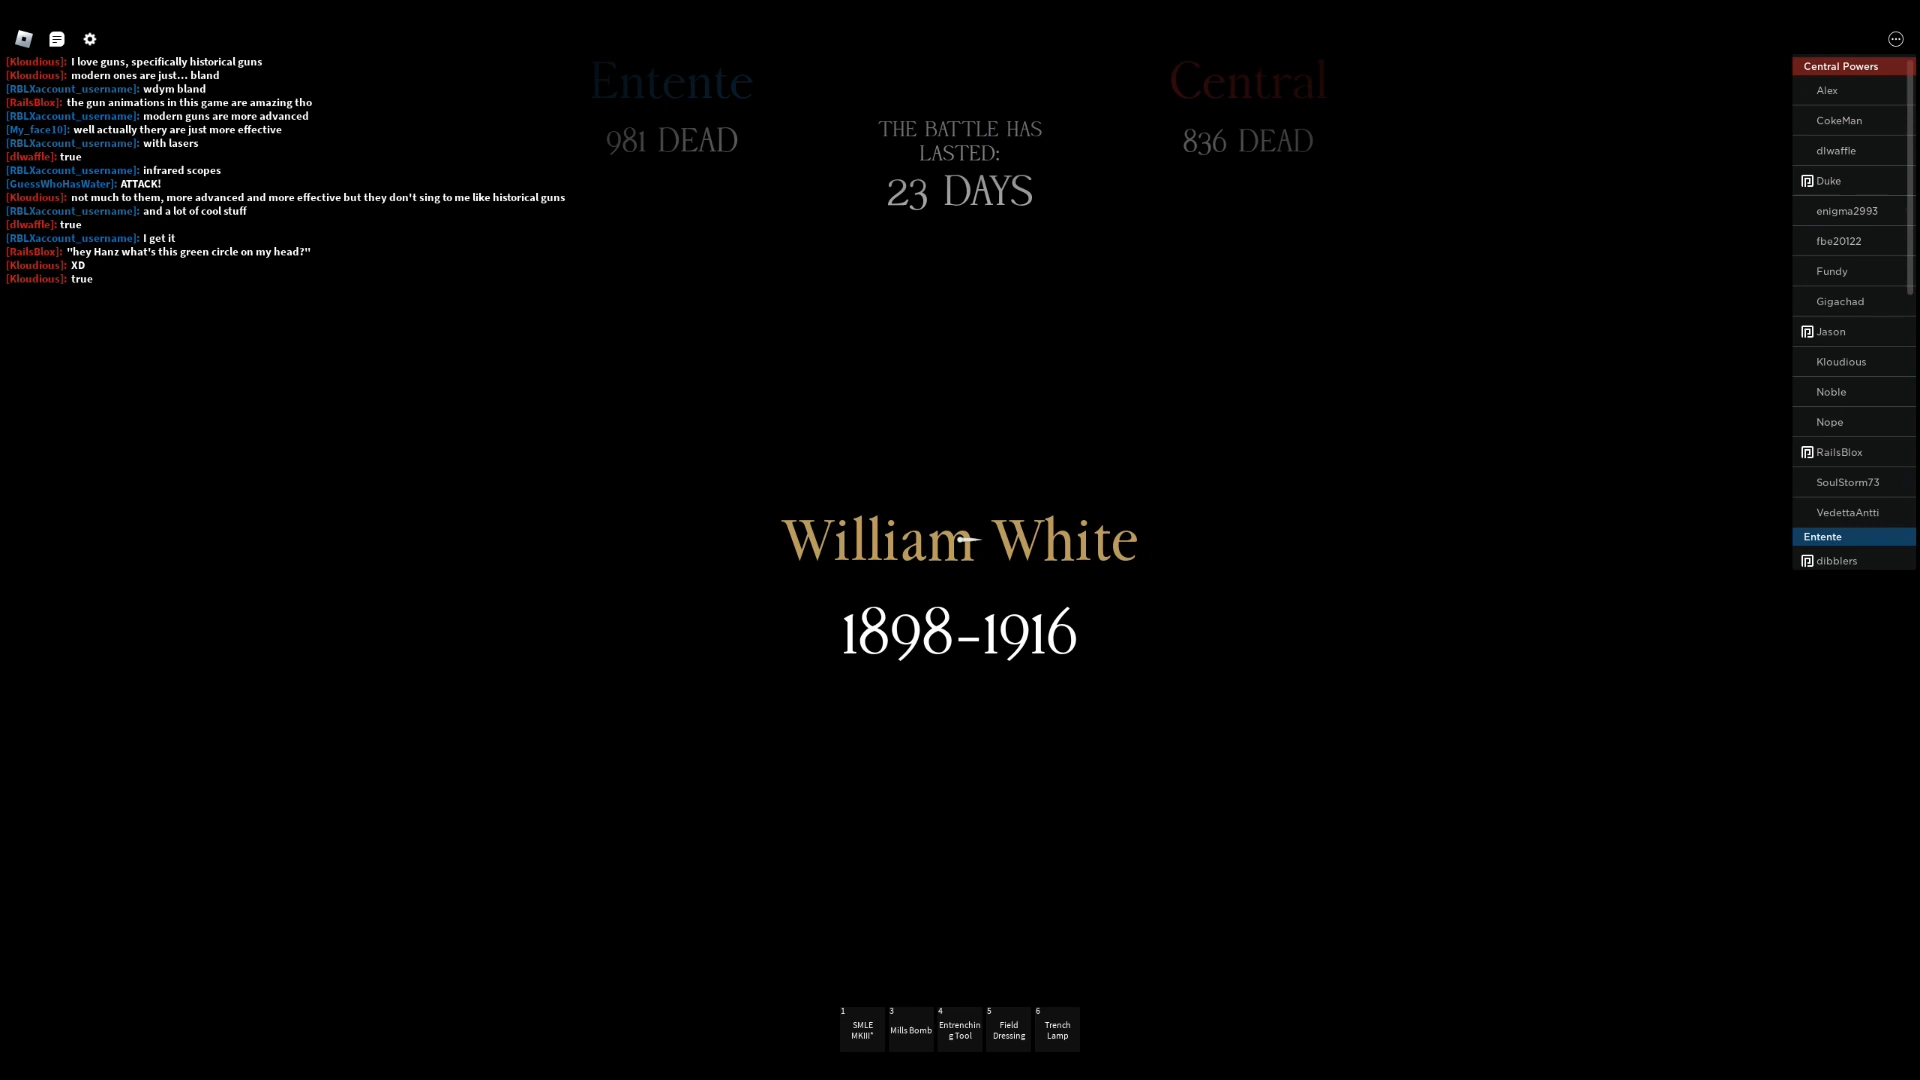 [Kloudious]: I love guns, specifically historical guns
[Kloudious]: modern ones are just... bland
[RBLXaccount_username]: wdym bland
[RailsBlox]: the gun animations in this game are amazing tho
[RBLXaccount_username]: modern guns are more advanced
[My_face10]: well actually thery are just more effective
[RBLXaccount_username]: with lasers
[dlwaffle]: true
[RBLXaccount_username]: infrared scopes
[GuessWhoHasWater]: ATTACK!
[Kloudious]: not much to them, more advanced and more effective but they don't sing to me like historical guns
[RBLXaccount_username]: and a lot of cool stuff
[dlwaffle]: true
[RBLXaccount_username]: I get it
[RailsBlox]: "hey Hanz what's this green circle on my head?"
[Kloudious]: XD
[Kloudious]: true
Entente
981 DEAD
THE BATTLE HAS
LASTED:
23 DAYS
Central
836 DEAD
William White
1898-1916
Central Powers
Alex
CokeMan
dlwaffle
Duke
enigma2993
fbe20122
Fundy
Gigachad
Jason
Kloudious
Noble
Nope
RailsBlox
SoulStorm73
VedettaAntti
Entente
dibblers
1
SMLE
MKIII*
3
Mills Bomb
4
Entrenchin
g Tool
5
Field
Dressing
6
Trench
Lamp